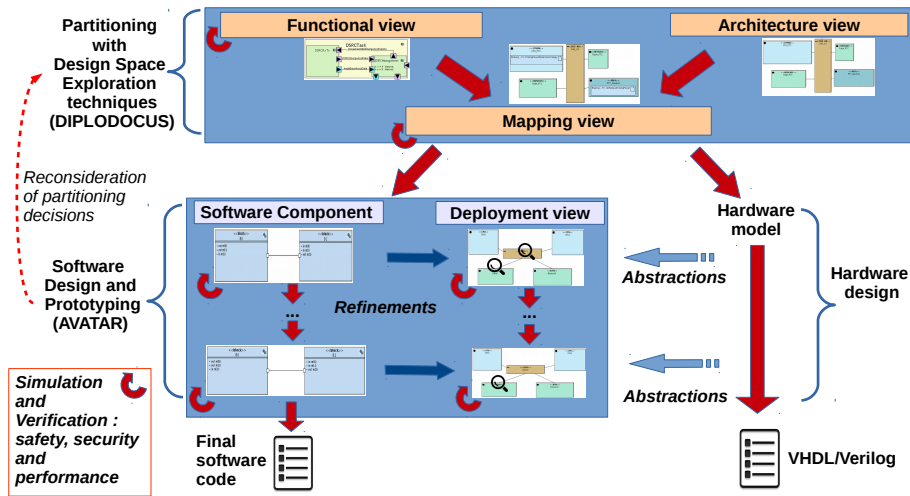 Partitioning
with
Design Space
Exploration
techniques
(DIPLODOCUS)
Functional view
Architecture view
DSRCTask
Mapping view
Reconsideration
of partitioning
decisions
Software Component
Deployment view
Hardware
model
Software
Design and
Prototyping
(AVATAR)
Refinements
Abstractions
Hardware
design
...
...
Abstractions
Simulation
and
Verification :
safety, security
and
performance
Final
software
code
VHDL/Verilog